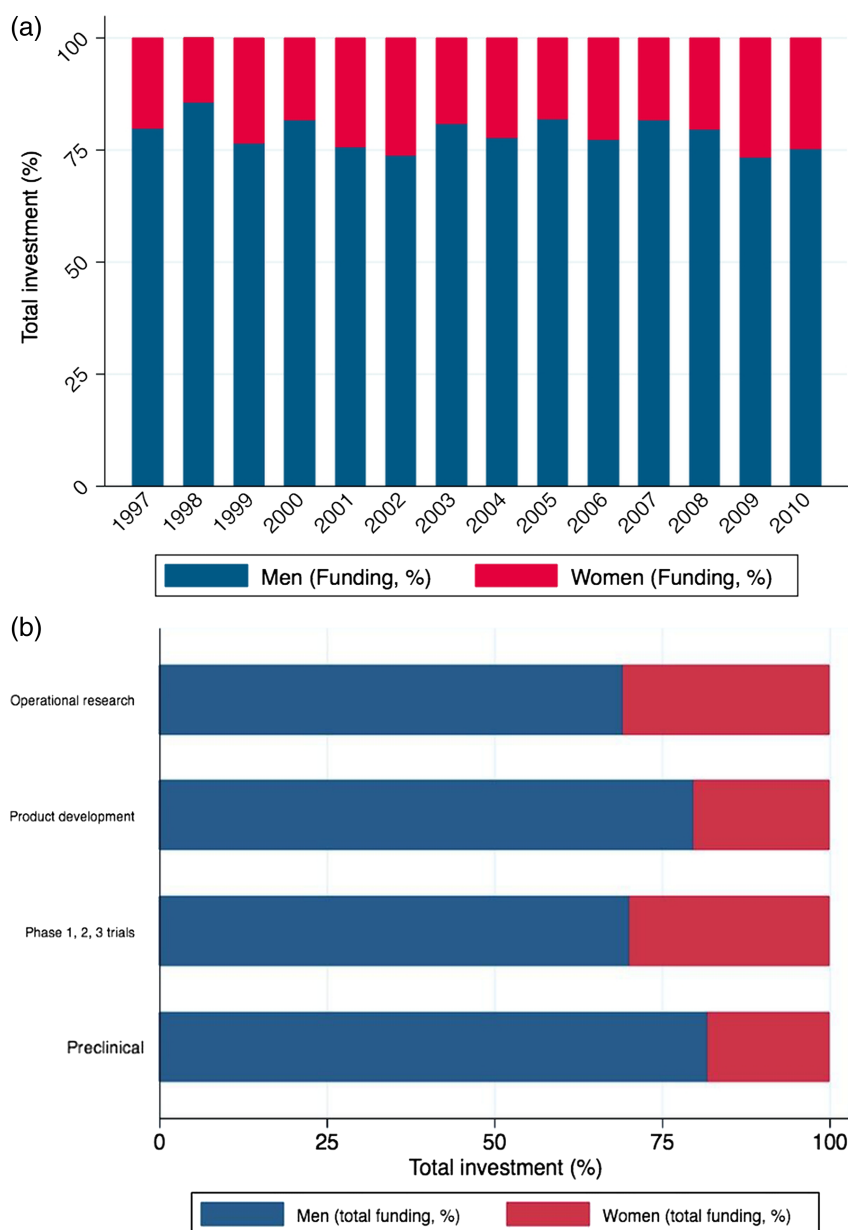 (a)
100
75
50
25
0
Total investment (%)
1997 1998 1999 2000 2001 2002 2003 2004 2005 2006 2007 2008 2009 2010
Men (Funding, %) Women (Funding, %)
(b)
Operational research
Product development
Phase 1, 2, 3 trials
Preclinical
0 25 50 75 100
Total investment (%)
Men (total funding, %) Women (total funding, %)